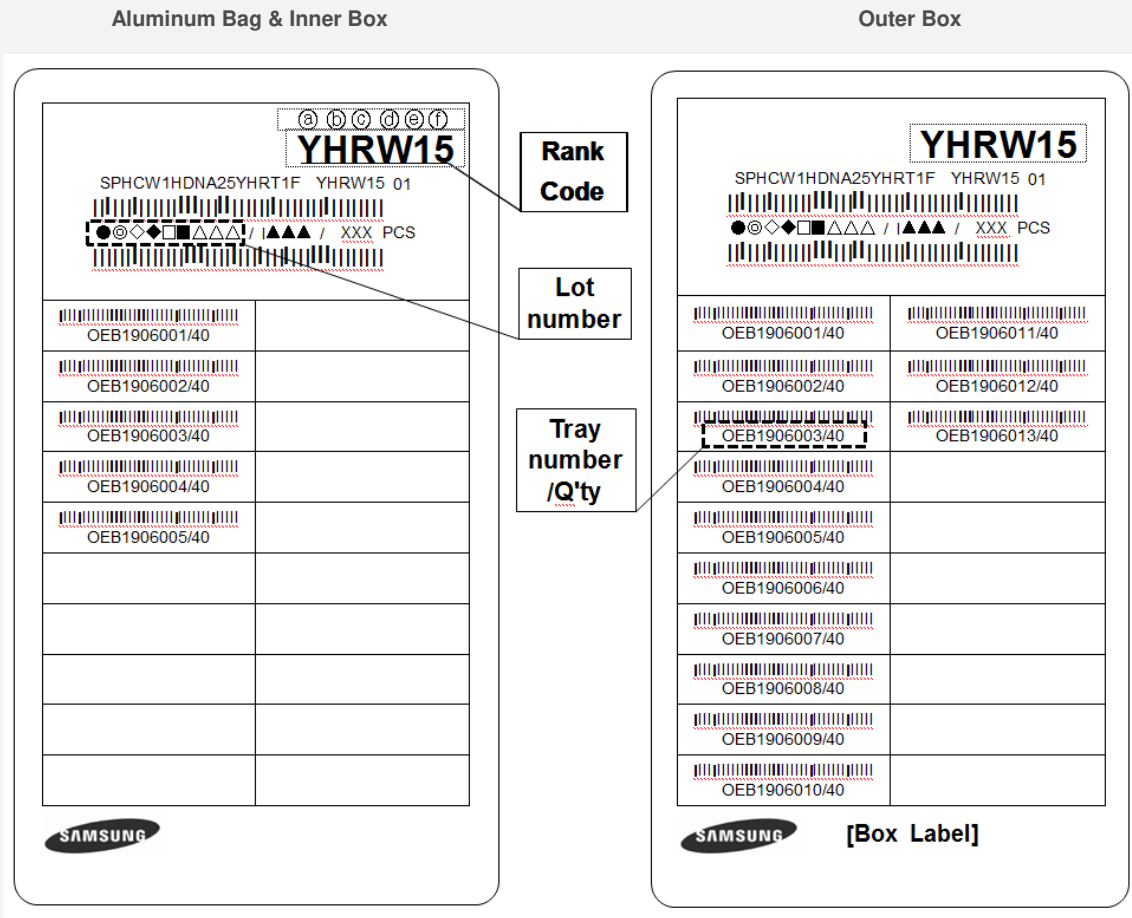 Aluminum Bag & Inner Box
Outer Box
ⓐ ⓑ ⓒ ⓓ ⓔ ⓕ
YHRW15
SPHCW1HDNA25YHRT1F YHRW15 01
●◎◇◆□■△△△ / I▲▲▲ / XXX PCS
OEB1906001/40
OEB1906002/40
OEB1906003/40
OEB1906004/40
OEB1906005/40
SAMSUNG
Rank
Code
Lot
number
Tray
number
/Q'ty
YHRW15
SPHCW1HDNA25YHRT1F YHRW15 01
●◎◇◆□■△△△ / I▲▲▲ / XXX PCS
OEB1906001/40 OEB1906011/40
OEB1906002/40 OEB1906012/40
OEB1906003/40 OEB1906013/40
OEB1906004/40
OEB1906005/40
OEB1906006/40
OEB1906007/40
OEB1906008/40
OEB1906009/40
OEB1906010/40
SAMSUNG [Box Label]